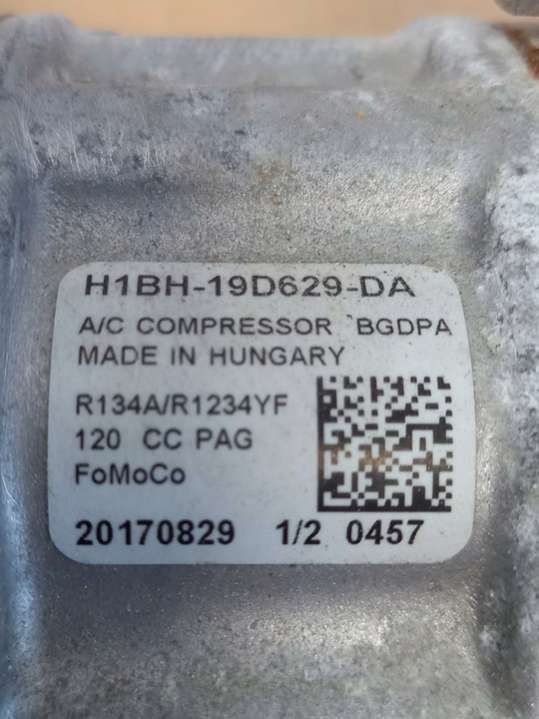 H1BH-19D629-DA
A/C COMPRESSOR BGDPA
MADE IN HUNGARY
R134A/R1234YF
120 CC PAG
FoMoCo
20170829 1/2 0457